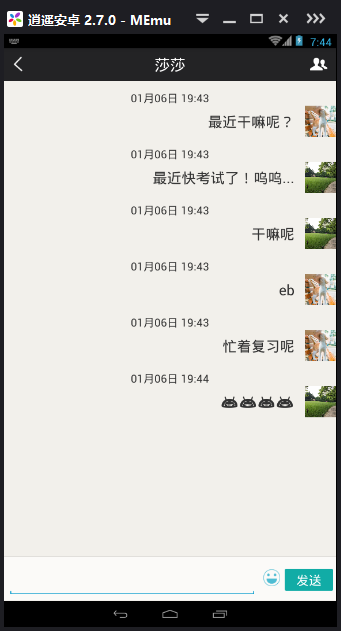 逍遥安卓 2.7.0 - MEmu
7:44
莎莎
01月06日 19:43
最近干嘛呢？
01月06日 19:43
最近快考试了！呜呜...
01月06日 19:43
干嘛呢
01月06日 19:43
eb
01月06日 19:43
忙着复习呢
01月06日 19:44
发送